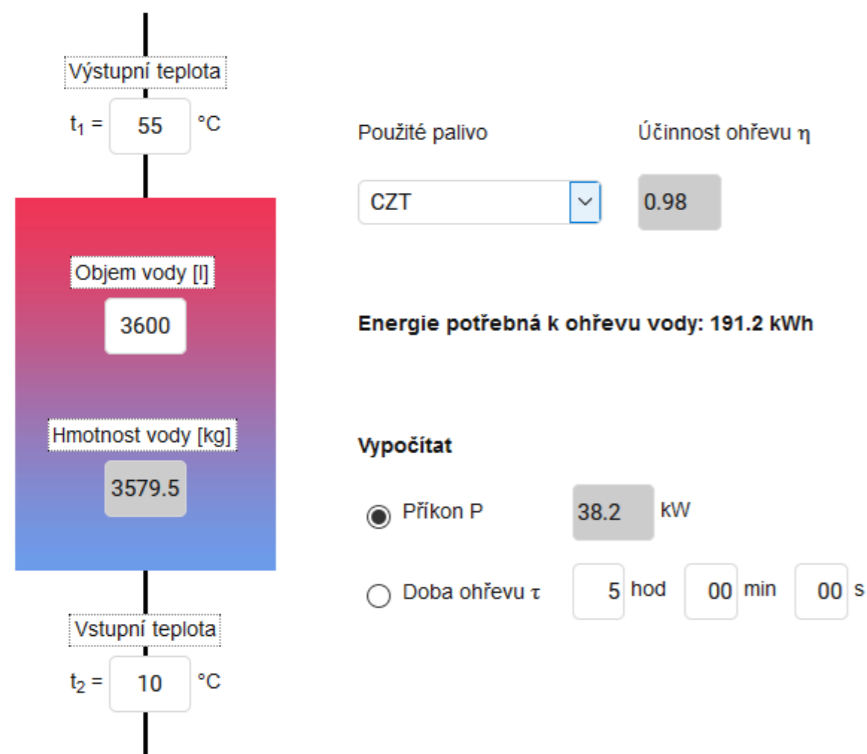 Výstupní teplota
t₁ = 55 °C
Použité palivo Účinnost ohřevu η
CZT 0.98
Objem vody [l]
3600
Energie potřebná k ohřevu vody: 191.2 kWh
Hmotnost vody [kg]
3579.5
Vypočítat
Příkon P 38.2 kW
Doba ohřevu τ 5 hod 00 min 00 s
Vstupní teplota
t₂ = 10 °C